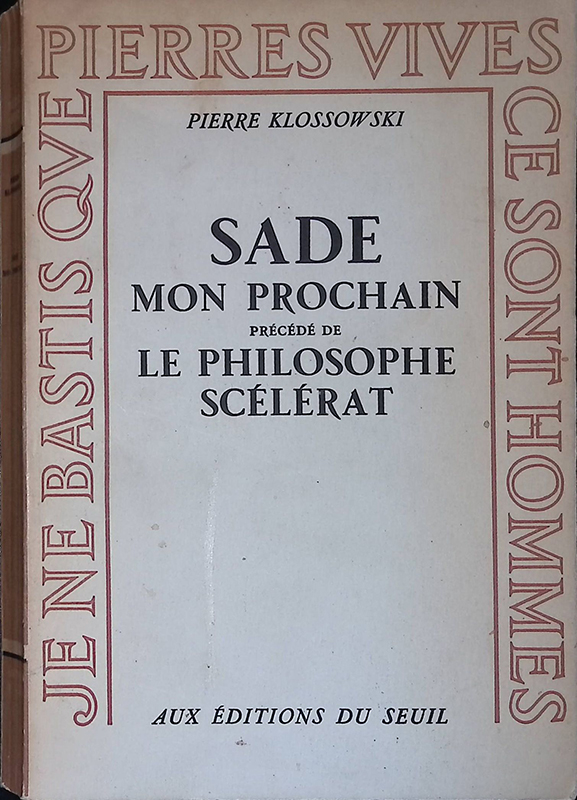 JE NE BASTIS QVE
PIERRES VIVES
CE SONT HOMMES
PIERRE KLOSSOWSKI
SADE
MON PROCHAIN
PRÉCÉDÉ DE
LE PHILOSOPHE
SCÉLÉRAT
AUX ÉDITIONS DU SEUIL